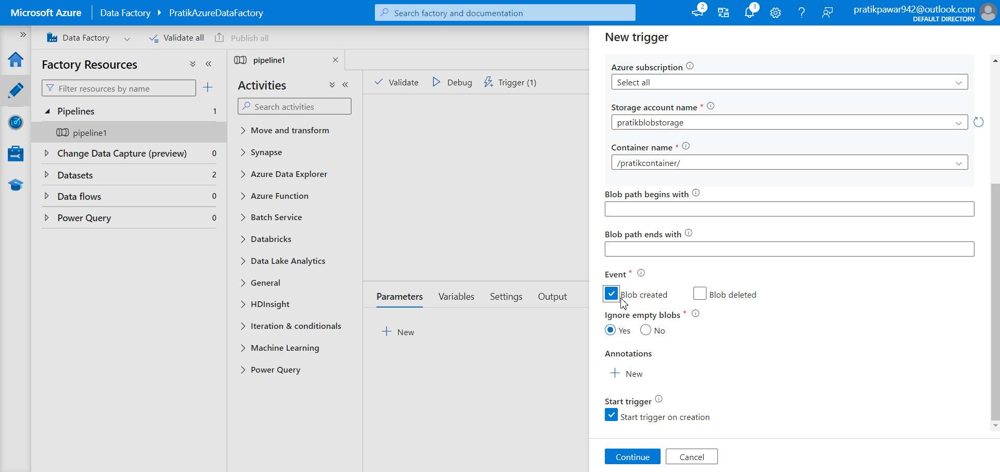 Microsoft Azure
Data Factory
PratikAzureDataFactory
Search factory and documentation
2
1
pratikpawar942@outlook.com
DEFAULT DIRECTORY
Data Factory
Validate all
Publish all
Factory Resources
Filter resources by name
Pipelines 1
pipeline1
Change Data Capture (preview) 0
Datasets 2
Data flows 0
Power Query 0
pipeline1
Activities
Search activities
Move and transform
Synapse
Azure Data Explorer
Azure Function
Batch Service
Databricks
Data Lake Analytics
General
HDInsight
Iteration & conditionals
Machine Learning
Power Query
Validate
Debug
Trigger (1)
Parameters
Variables
Settings
Output
New
New trigger
Azure subscription
Select all
Storage account name *
pratikblobstorage
Container name *
/pratikcontainer/
Blob path begins with
Blob path ends with
Event *
Blob created
Blob deleted
Ignore empty blobs *
Yes
No
Annotations
New
Start trigger
Start trigger on creation
Continue
Cancel